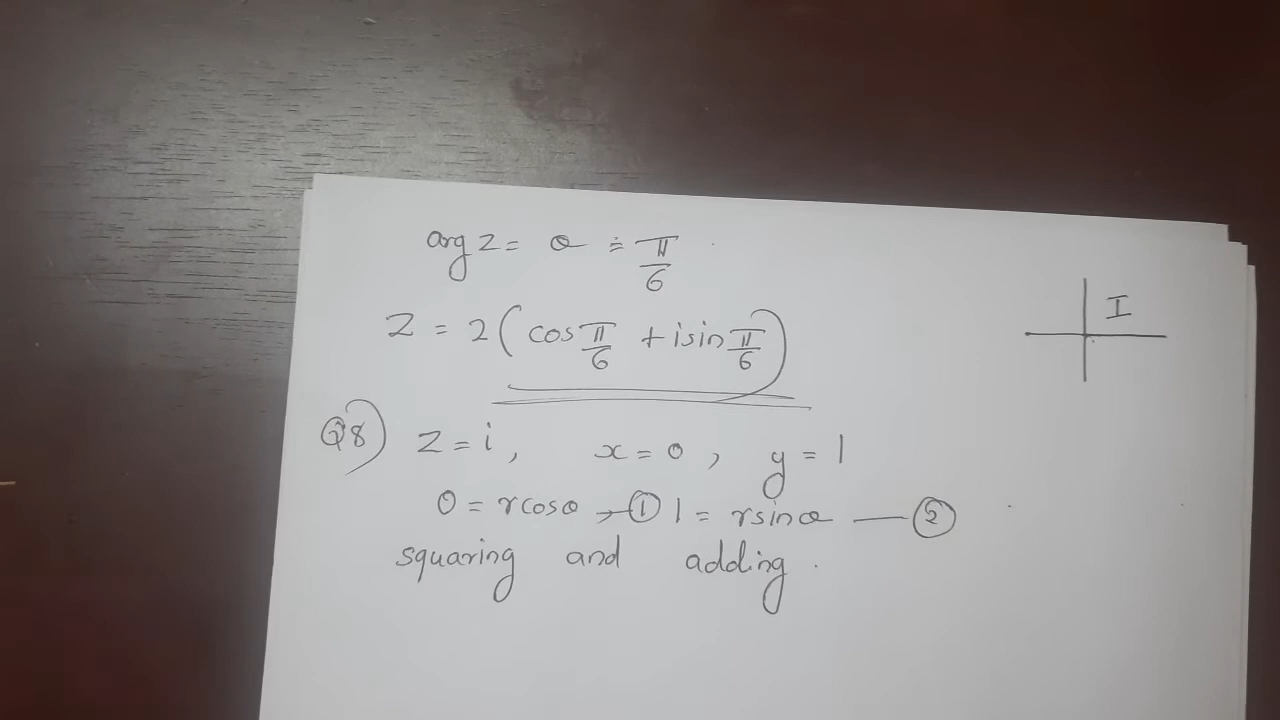 arg z = θ = π/6
I
z = 2 ( cos π/6 + i sin π/6 )
Q8) z = i , x = 0 , y = 1
0 = r cos θ → ① 1 = r sin θ — ②
squaring and adding .